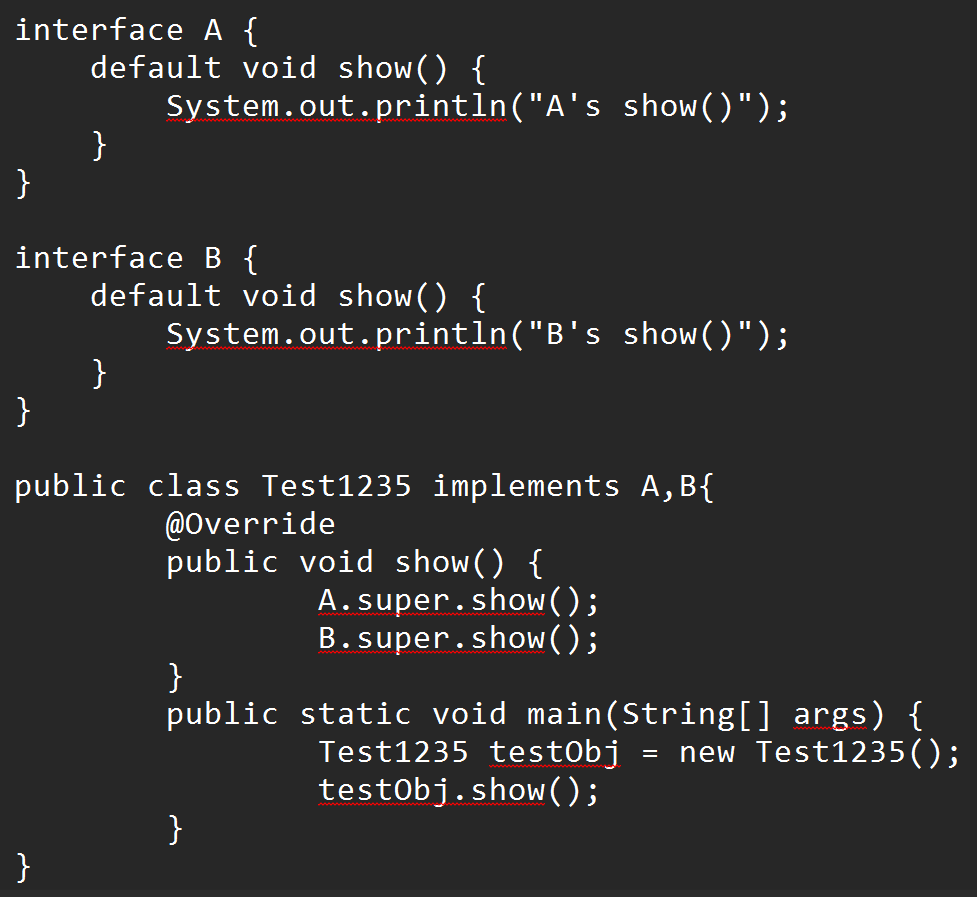 interface A {
    default void show() {
        System.out.println("A's show()");
    }
}

interface B {
    default void show() {
        System.out.println("B's show()");
    }
}

public class Test1235 implements A,B{
        @Override
        public void show() {
                A.super.show();
                B.super.show();
        }
        public static void main(String[] args) {
                Test1235 testObj = new Test1235();
                testObj.show();
        }
}